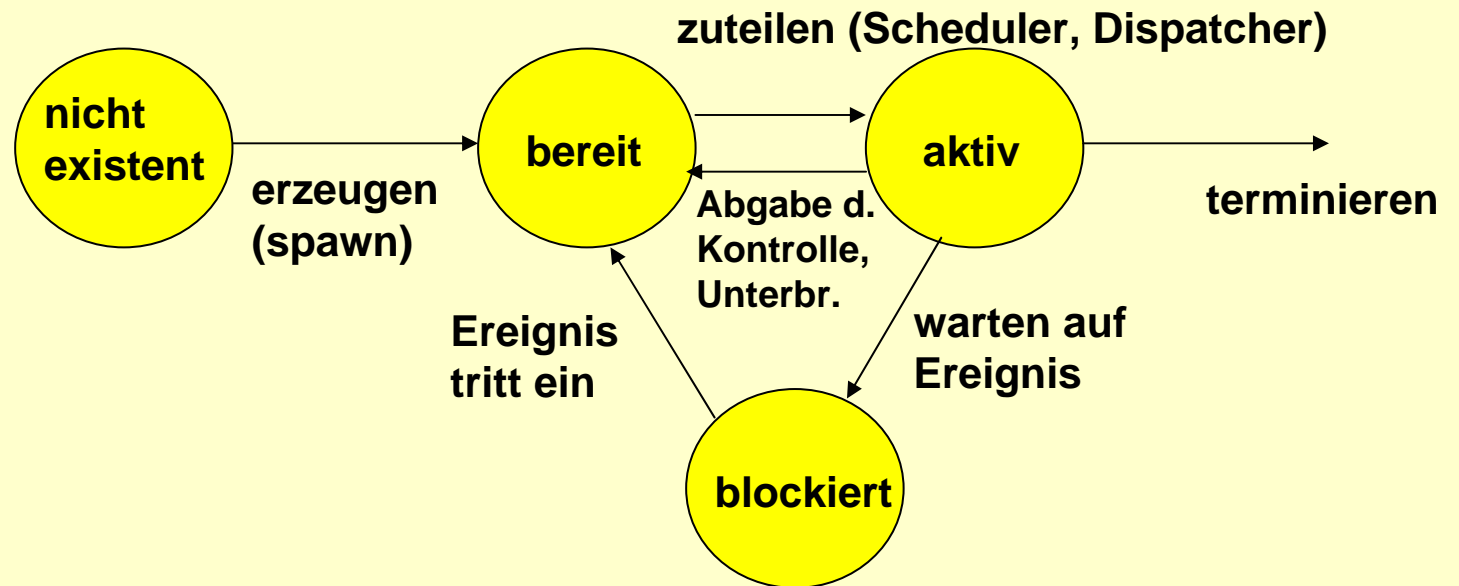 zuteilen (Scheduler, Dispatcher)
nicht
existent
erzeugen
(spawn)
bereit
aktiv
Abgabe d.
Kontrolle,
Unterbr.
terminieren
Ereignis
tritt ein
warten auf
Ereignis
blockiert